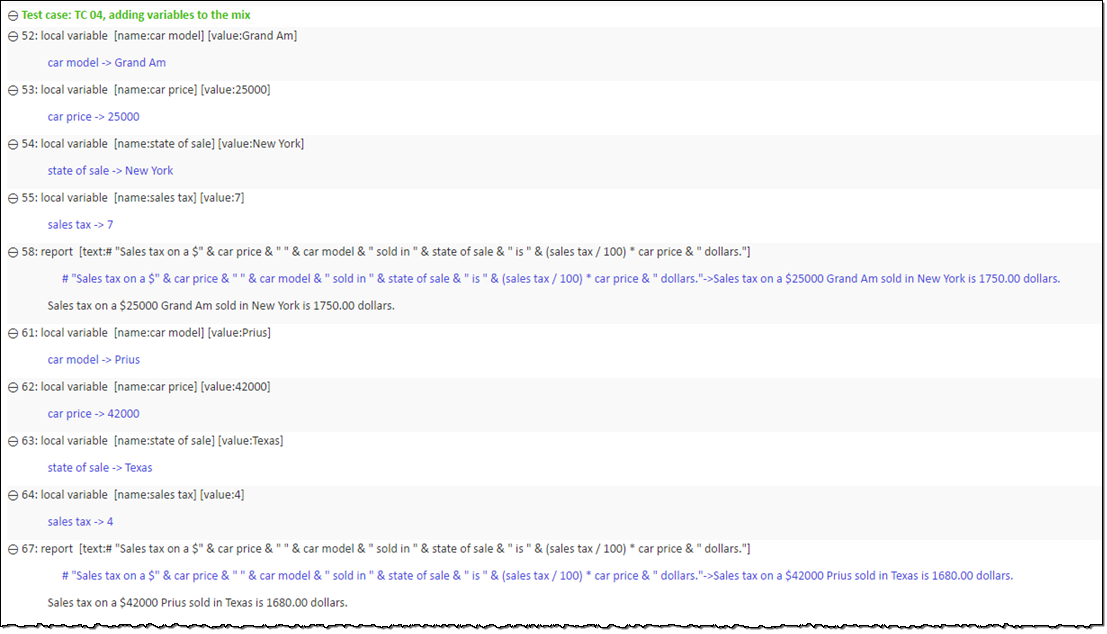 Test case: TC 04, adding variables to the mix
52: local variable [name:car model] [value:Grand Am]
car model -> Grand Am
53: local variable [name:car price] [value:25000]
car price -> 25000
54: local variable [name:state of sale] [value:New York]
state of sale -> New York
55: local variable [name:sales tax] [value:7]
sales tax -> 7
58: report [text:# "Sales tax on a $" & car price & " " & car model & " sold in " & state of sale & " is " & (sales tax / 100) * car price & " dollars."]
# "Sales tax on a $" & car price & " " & car model & " sold in " & state of sale & " is " & (sales tax / 100) * car price & " dollars."->Sales tax on a $25000 Grand Am sold in New York is 1750.00 dollars.
Sales tax on a $25000 Grand Am sold in New York is 1750.00 dollars.
61: local variable [name:car model] [value:Prius]
car model -> Prius
62: local variable [name:car price] [value:42000]
car price -> 42000
63: local variable [name:state of sale] [value:Texas]
state of sale -> Texas
64: local variable [name:sales tax] [value:4]
sales tax -> 4
67: report [text:# "Sales tax on a $" & car price & " " & car model & " sold in " & state of sale & " is " & (sales tax / 100) * car price & " dollars."]
# "Sales tax on a $" & car price & " " & car model & " sold in " & state of sale & " is " & (sales tax / 100) * car price & " dollars."->Sales tax on a $42000 Prius sold in Texas is 1680.00 dollars.
Sales tax on a $42000 Prius sold in Texas is 1680.00 dollars.